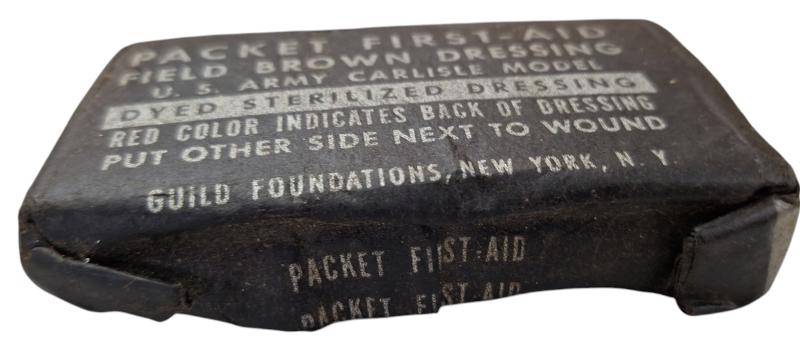 PACKET FIRST-AID
FIELD BROWN DRESSING
U. S. ARMY CARLISLE MODEL
DYED STERILIZED DRESSING
RED COLOR INDICATES BACK OF DRESSING
PUT OTHER SIDE NEXT TO WOUND
GUILD FOUNDATIONS, NEW YORK, N. Y.
PACKET FIRST-AID
PACKET FIRST-AID